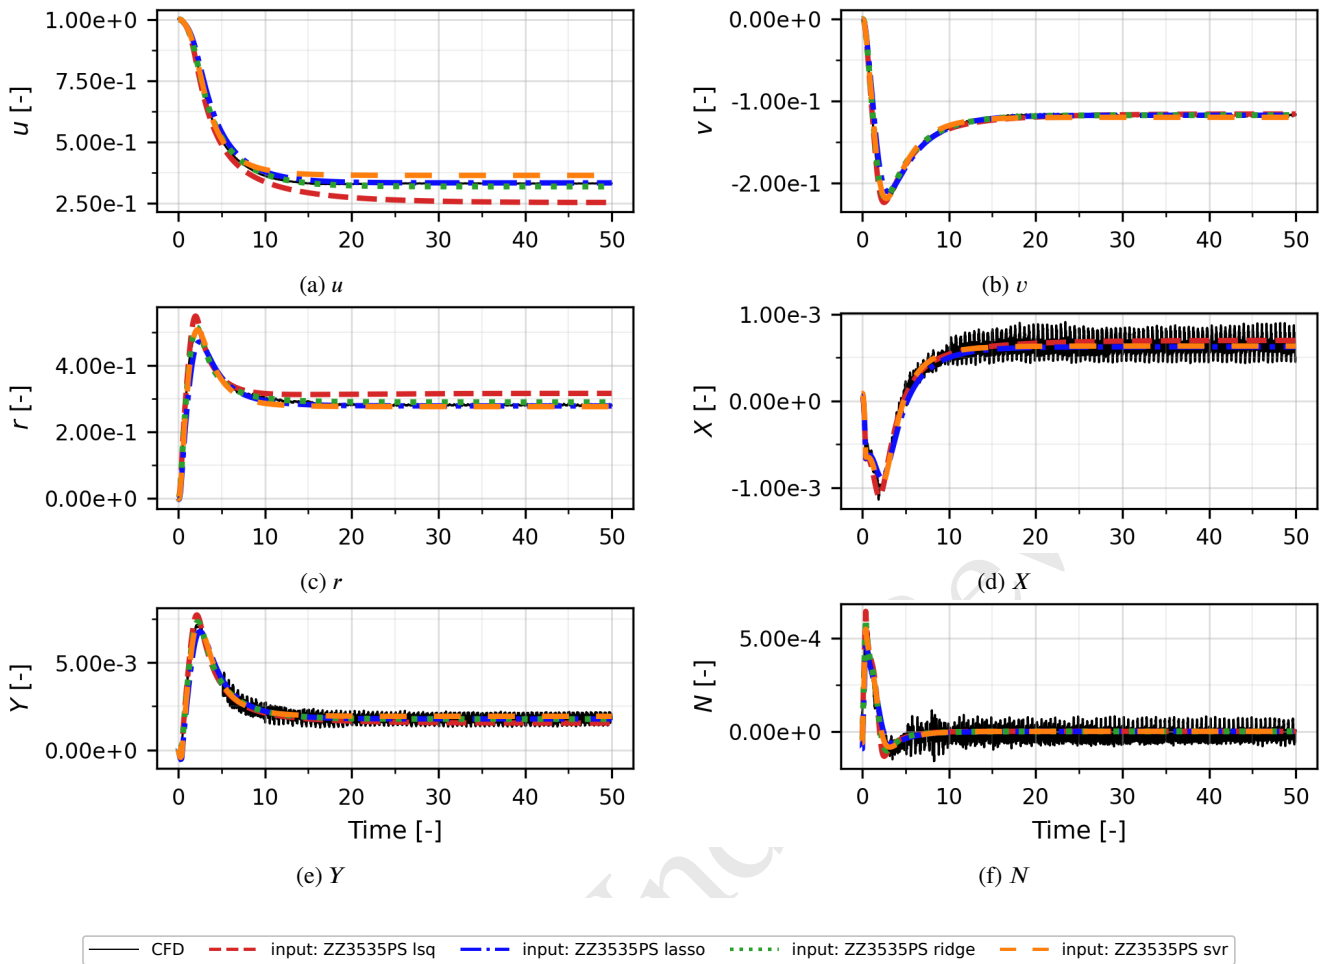 1.00e+0
7.50e-1
5.00e-1
2.50e-1
u [-]
0 10 20 30 40 50
(a) u
0.00e+0
-1.00e-1
-2.00e-1
v [-]
0 10 20 30 40 50
(b) v
4.00e-1
2.00e-1
0.00e+0
r [-]
0 10 20 30 40 50
(c) r
1.00e-3
0.00e+0
-1.00e-3
X [-]
0 10 20 30 40 50
(d) X
5.00e-3
0.00e+0
Y [-]
0 10 20 30 40 50
Time [-]
(e) Y
5.00e-4
0.00e+0
N [-]
0 10 20 30 40 50
Time [-]
(f) N
CFD input: ZZ3535PS lsq input: ZZ3535PS lasso input: ZZ3535PS ridge input: ZZ3535PS svr